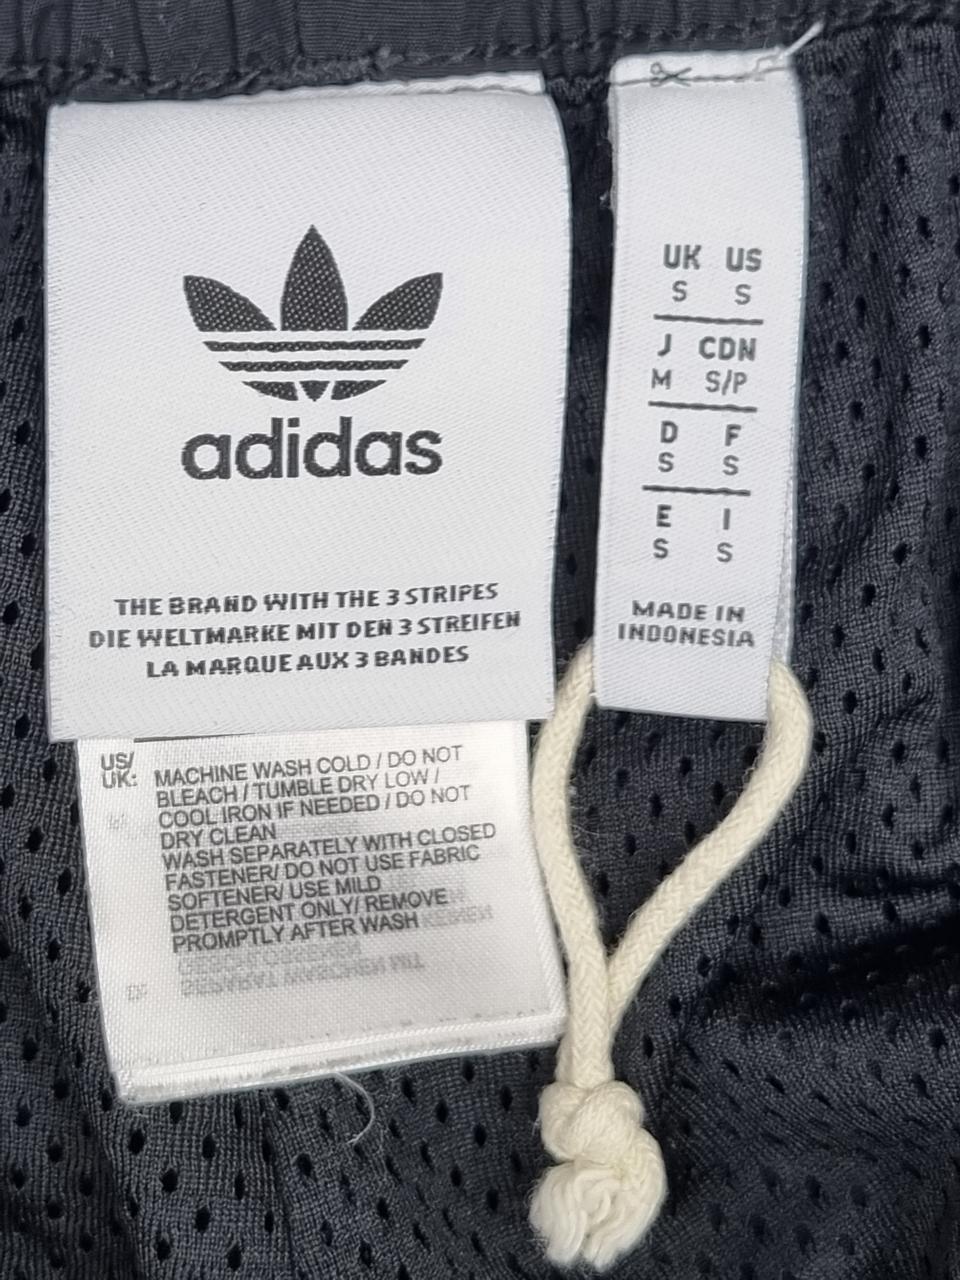 adidas
THE BRAND WITH THE 3 STRIPES
DIE WELTMARKE MIT DEN 3 STREIFEN
LA MARQUE AUX 3 BANDES
US/
UK:
MACHINE WASH COLD / DO NOT
BLEACH / TUMBLE DRY LOW /
COOL IRON IF NEEDED / DO NOT
DRY CLEAN
WASH SEPARATELY WITH CLOSED
FASTENER/ DO NOT USE FABRIC
SOFTENER/ USE MILD
DETERGENT ONLY/ REMOVE
PROMPTLY AFTER WASH
UK US
S S
J CDN
M S/P
D F
S S
E I
S S
MADE IN
INDONESIA